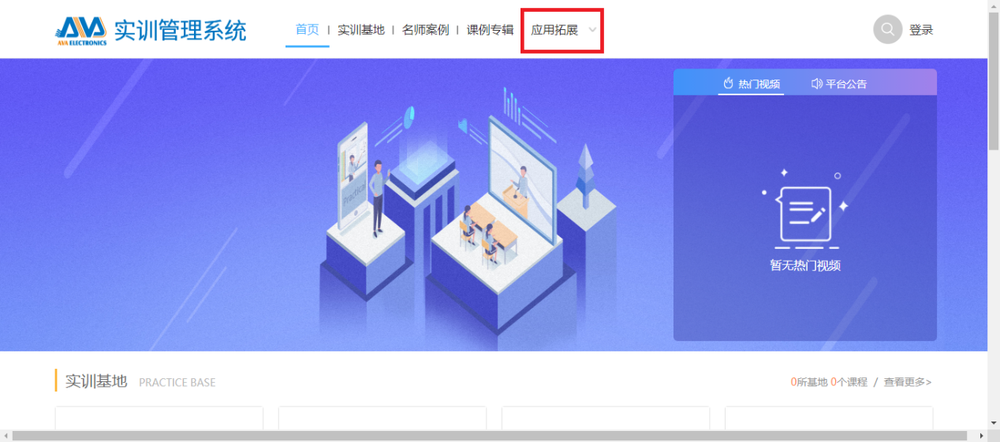 AVA ELECTRONICS 实训管理系统
首页 | 实训基地 | 名师案例 | 课例专辑 应用拓展
登录
热门视频 平台公告
Practical
暂无热门视频
实训基地 PRACTICE BASE
0所基地 0个课程 / 查看更多>